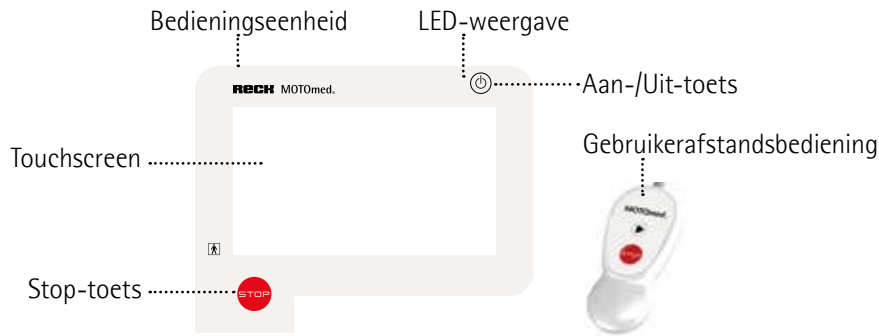 Bedieningseenheid
LED-weergave
RECK MOTOmed®
Aan-/Uit-toets
Gebruikerafstandsbediening
Touchscreen
MOTOmed.
STOP
Stop-toets
STOP